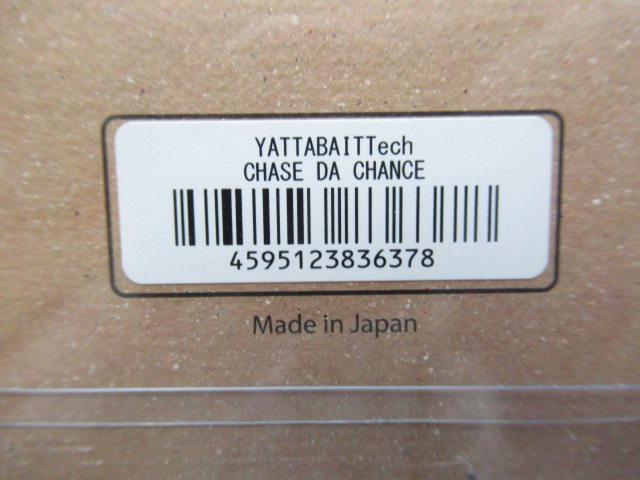 YATTABAITTech
CHASE DA CHANCE
4595123836378
Made in Japan